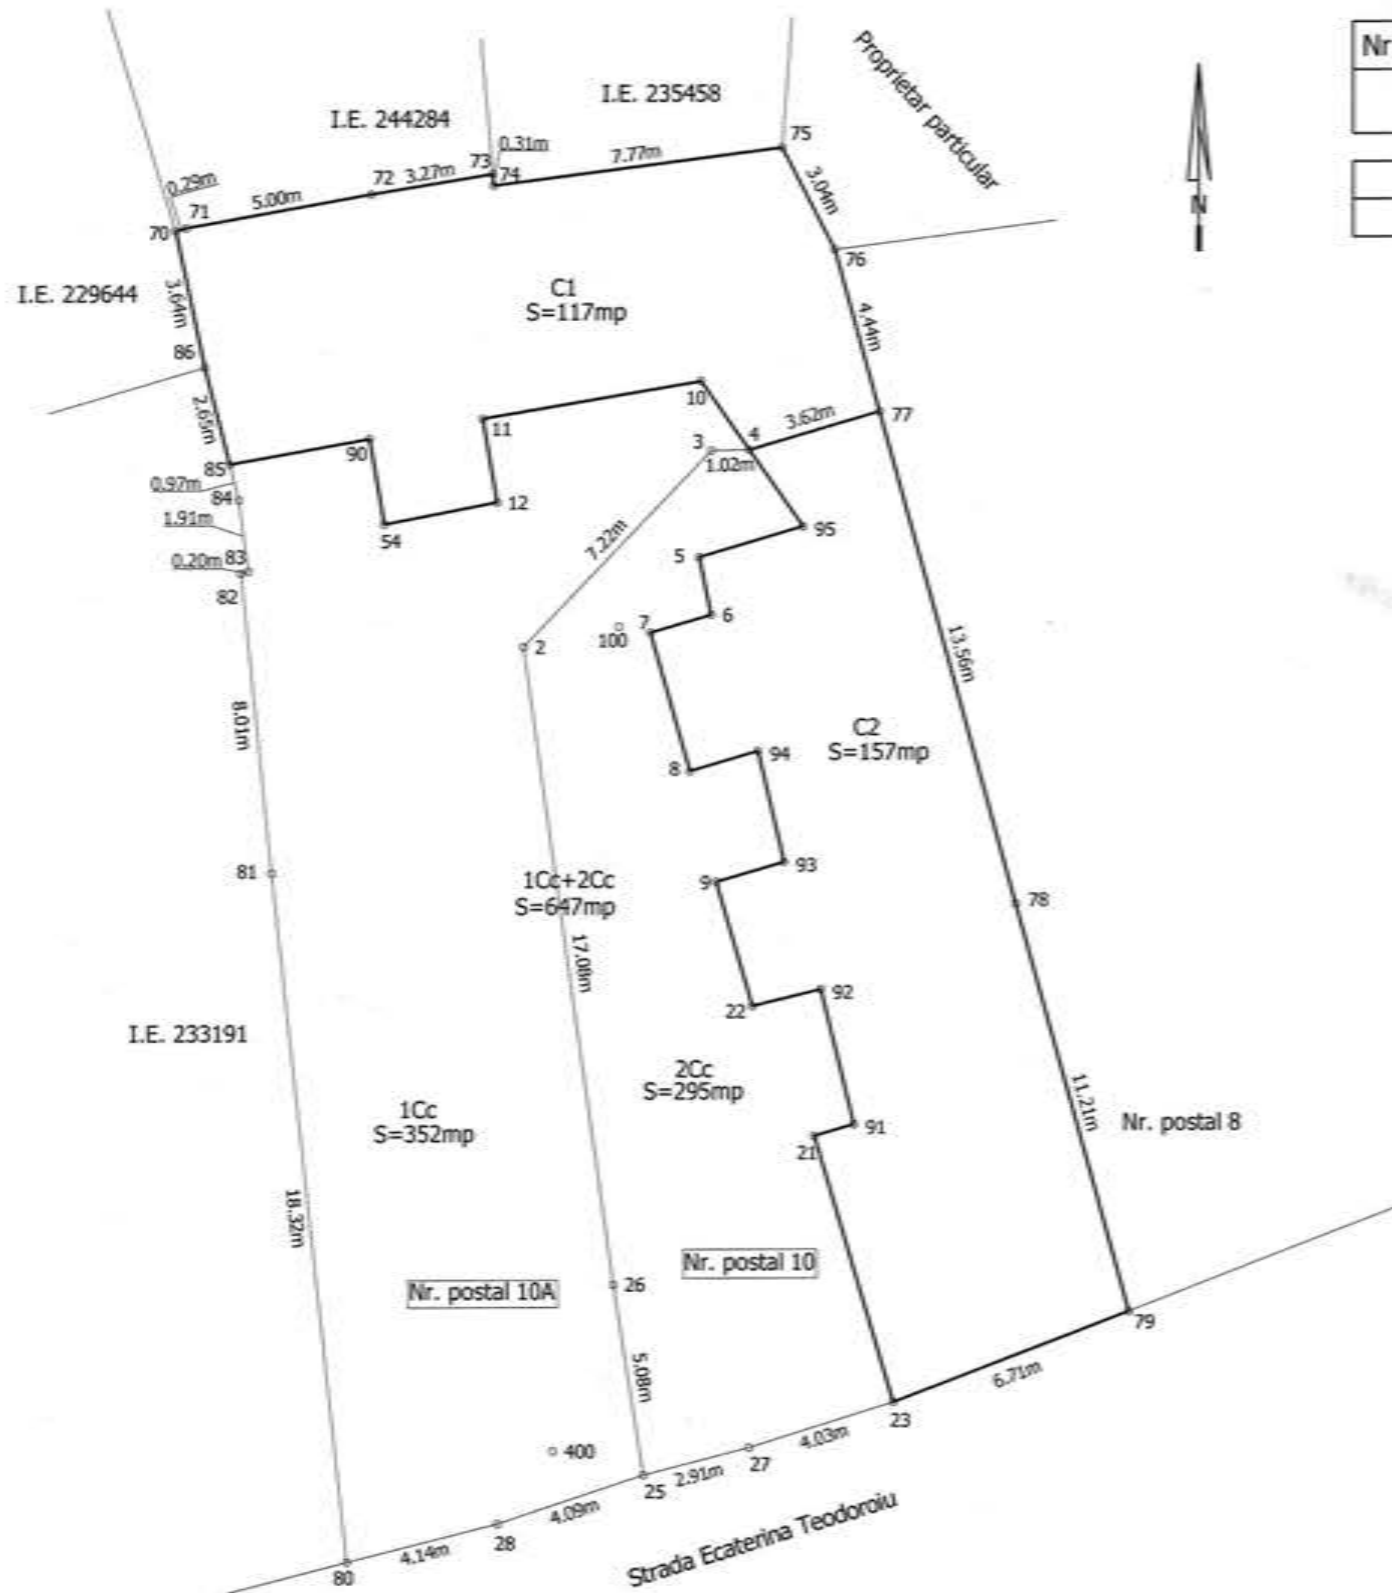 Nr
Proprietar particular
I.E. 235458
I.E. 244284
N
75
0.31m
73
7.77m
74
72
3.27m
3.04m
0.29m
5.00m
71
70
76
I.E. 229644
C1
S=117mp
3.64m
4.44m
86
10
2.65m
77
3.62m
11
3
4
90
1.02m
85
0.97m
84
12
1.91m
54
95
7.22m
5
0.20m
83
82
6
7
100
2
13.56m
8.01m
C2
S=157mp
94
8
81
93
9
1Cc+2Cc
S=647mp
78
17.08m
92
22
I.E. 233191
2Cc
S=295mp
11.21m
1Cc
S=352mp
91
Nr. postal 8
21
18.32m
Nr. postal 10
26
Nr. postal 10A
79
5.08m
6.71m
23
4.03m
400
27
2.91m
25
4.09m
28
4.14m
80
Strada Ecaterina Teodoroiu